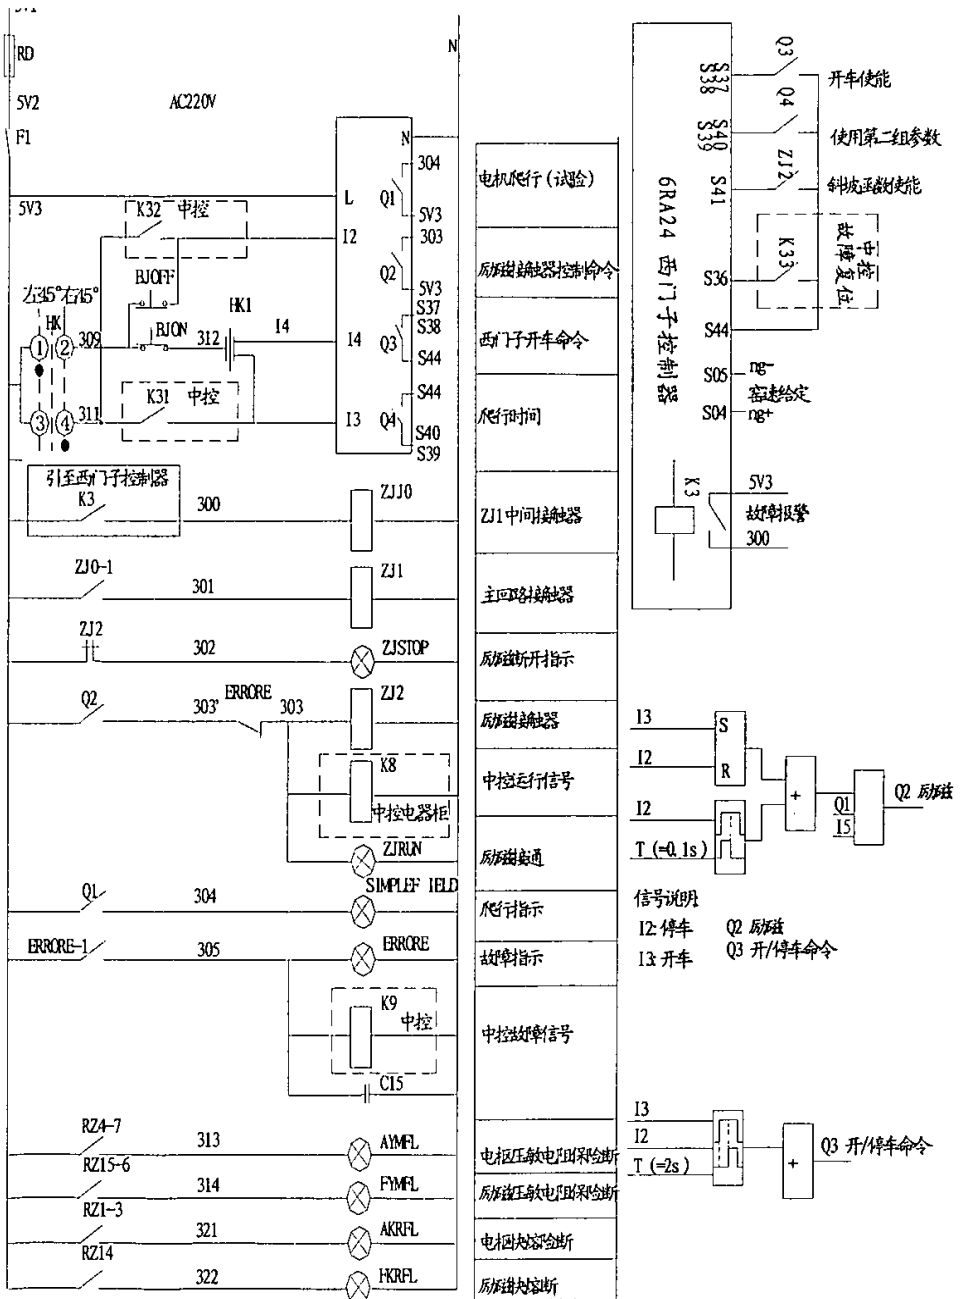 5V1
RD
5V2
F1
5V3
AC220V
N
K32
中控
BJOFF
BJON
左45°右45°
HK
1
2
309
312
HK1
I4
3
4
311
K31
中控
L
I2
I4
I3
N
304
Q1
5V3
303
Q2
5V3
S37
S38
Q3
S44
S44
Q4
S40
S39
引至西门子控制器
K3
300
ZJJ0
ZJ0-1
301
ZJ1
ZJ2
302
ZJSTOP
Q2
303'
ERRORE
303
ZJ2
K8
中控电器柜
ZJRUN
SIMPLEF IELD
Q1
304
ERRORE-1
305
ERRORE
K9
中控
C15
RZ4-7
313
AYMFL
RZ15-6
314
FYMFL
RZ1-3
321
AKRFL
RZ14
322
FKRFL
电机爬行(试验)
励磁接触器控制命令
西门子开车命令
爬行时间
ZJ1中间接触器
主回路接触器
励磁断开指示
励磁接触器
中控运行信号
励磁接通
爬行指示
故障指示
中控故障信号
电枢压敏电阻保险断
励磁压敏电阻保险断
电枢快熔险断
励磁快熔断
6RA24 西门子控制器
S37
S38
Q3
开车使能
S40
S39
Q4
使用第二组参数
S41
ZJ2
斜坡函数使能
S36
K33
中控
故障复位
S44
S05
ng-
窑速给定
S04
ng+
K3
5V3
故障报警
300
I3
S
I2
R
I2
T (=0.1s)
+
Q1
I5
Q2 励磁
信号说明
I2: 停车
Q2 励磁
I3: 开车
Q3 开/停车命令
I3
I2
T (=2s)
+
Q3 开/停车命令